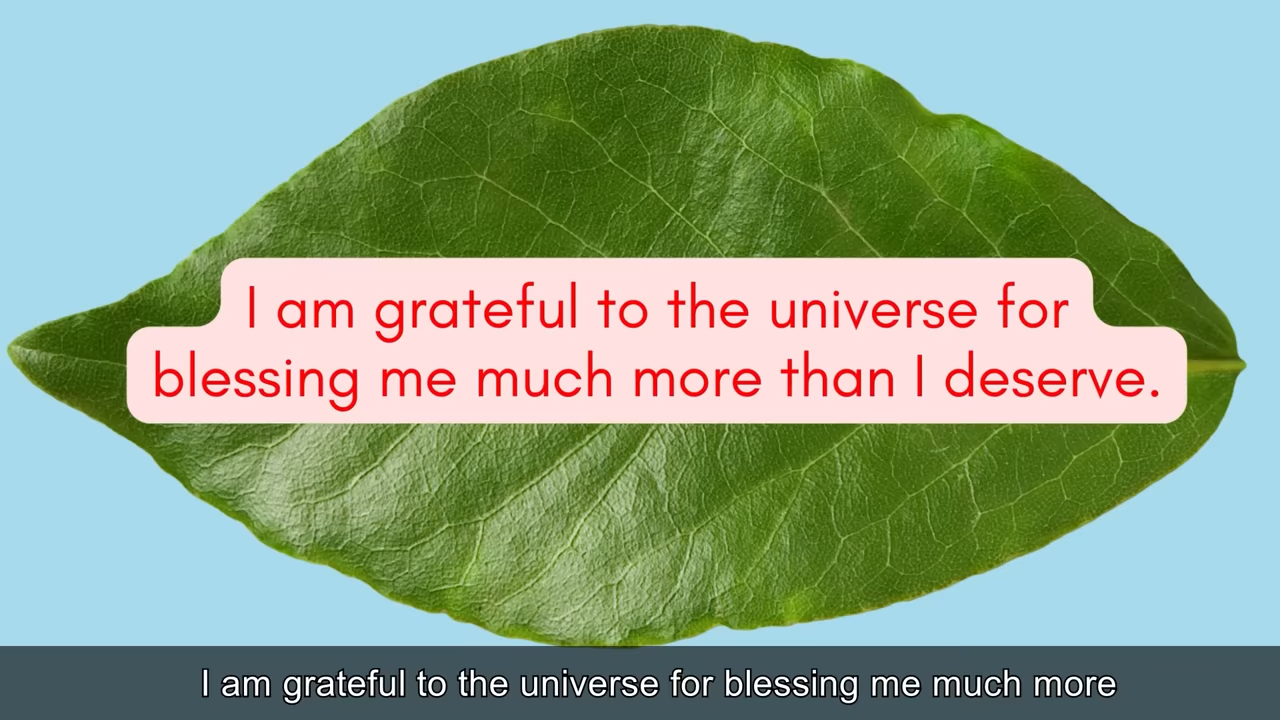 I am grateful to the universe for
blessing me much more than I deserve.
I am grateful to the universe for blessing me much more